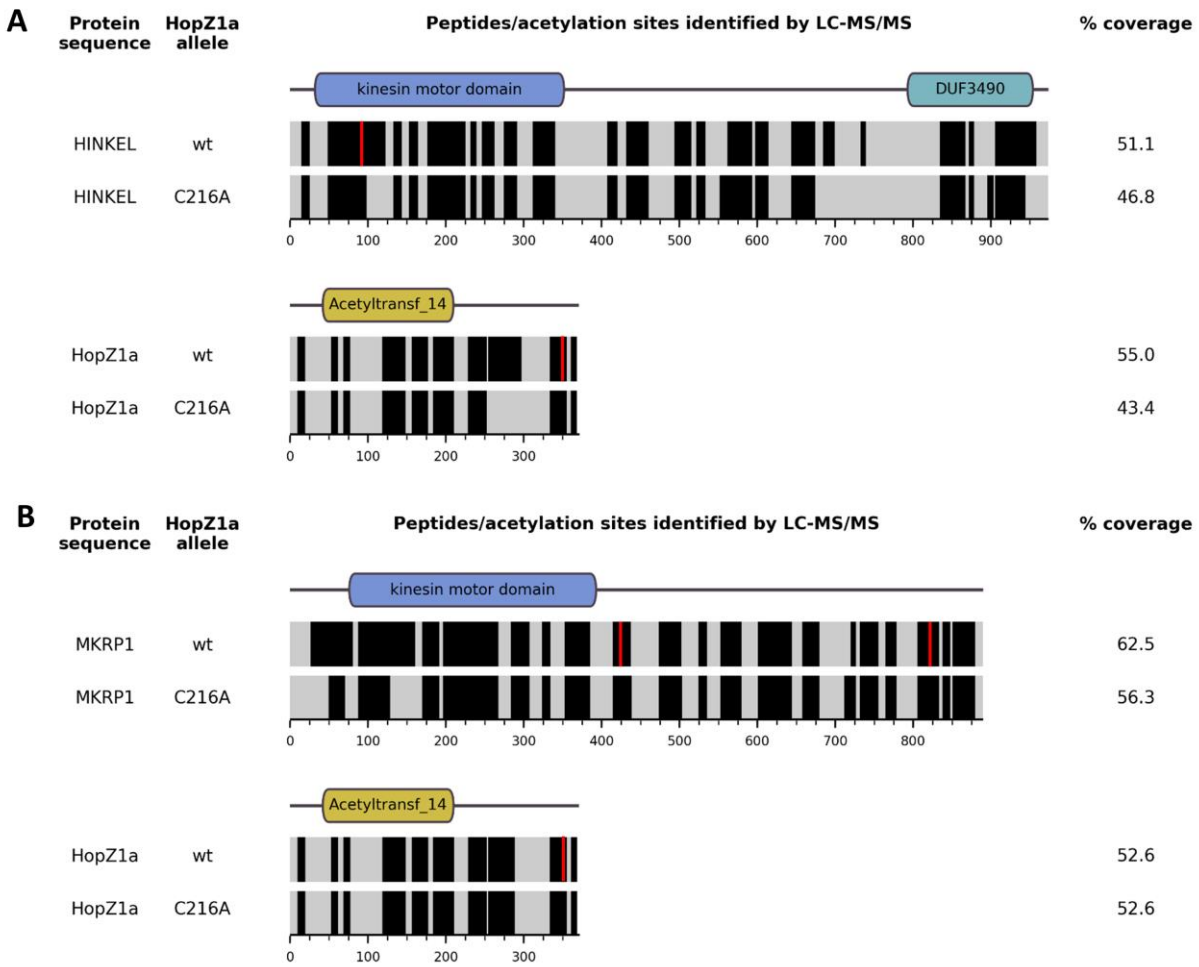 A
Protein sequence HopZ1a allele Peptides/acetylation sites identified by LC-MS/MS % coverage
kinesin motor domain DUF3490
HINKEL wt 51.1
HINKEL C216A 46.8
0 100 200 300 400 500 600 700 800 900
Acetyltransf_14
HopZ1a wt 55.0
HopZ1a C216A 43.4
0 100 200 300
B
Protein sequence HopZ1a allele Peptides/acetylation sites identified by LC-MS/MS % coverage
kinesin motor domain
MKRP1 wt 62.5
MKRP1 C216A 56.3
0 100 200 300 400 500 600 700 800
Acetyltransf_14
HopZ1a wt 52.6
HopZ1a C216A 52.6
0 100 200 300